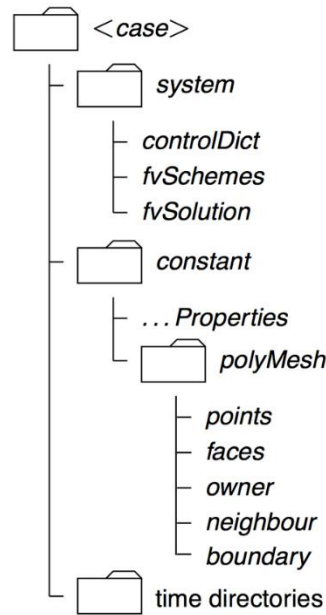 <case>
system
controlDict
fvSchemes
fvSolution
constant
...Properties
polyMesh
points
faces
owner
neighbour
boundary
time directories